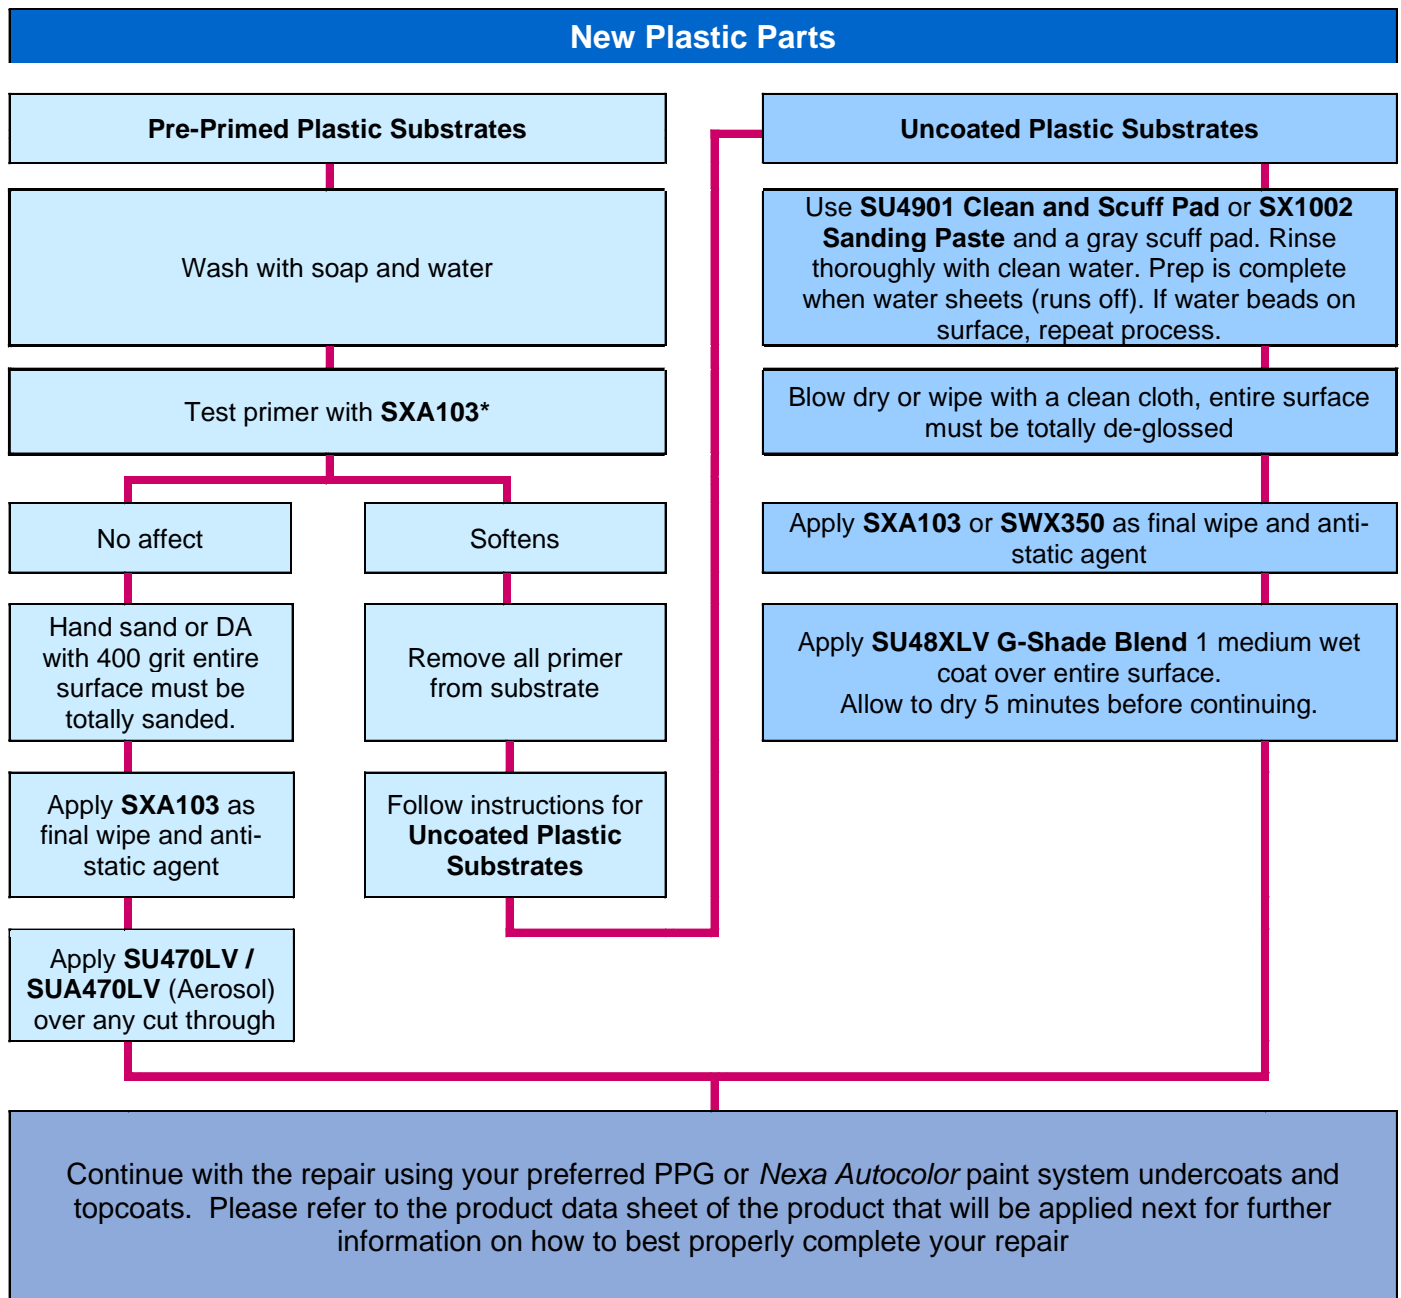 New Plastic Parts
Pre-Primed Plastic Substrates
Wash with soap and water
Test primer with SXA103*
No affect
Hand sand or DA
with 400 grit entire
surface must be
totally sanded.
Apply SXA103 as
final wipe and anti-
static agent
Apply SU470LV /
SUA470LV (Aerosol)
over any cut through
Softens
Remove all primer
from substrate
Follow instructions for
Uncoated Plastic
Substrates
Uncoated Plastic Substrates
Use SU4901 Clean and Scuff Pad or SX1002
Sanding Paste and a gray scuff pad. Rinse
thoroughly with clean water. Prep is complete
when water sheets (runs off). If water beads on
surface, repeat process.
Blow dry or wipe with a clean cloth, entire surface
must be totally de-glossed
Apply SXA103 or SWX350 as final wipe and anti-
static agent
Apply SU48XLV G-Shade Blend 1 medium wet
coat over entire surface.
Allow to dry 5 minutes before continuing.
Continue with the repair using your preferred PPG or Nexa Autocolor paint system undercoats and
topcoats.  Please refer to the product data sheet of the product that will be applied next for further
information on how to best properly complete your repair